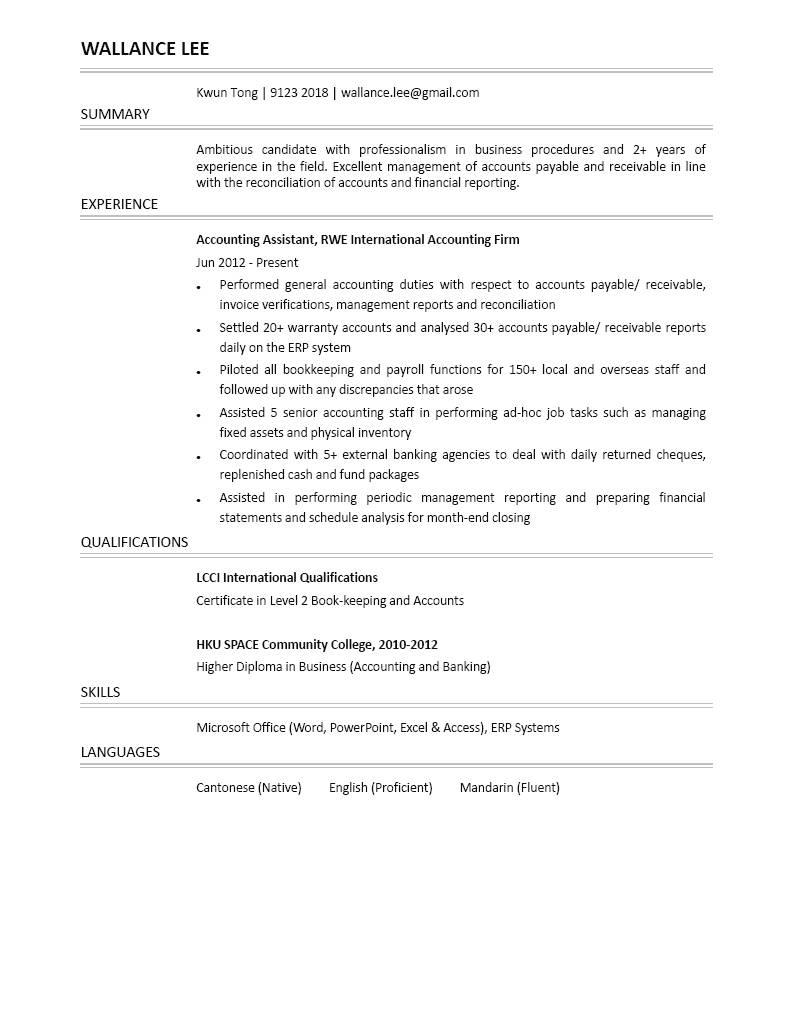 WALLANCE LEE
Kwun Tong | 9123 2018 | wallance.lee@gmail.com
SUMMARY
Ambitious candidate with professionalism in business procedures and 2+ years of
experience in the field. Excellent management of accounts payable and receivable in line
with the reconciliation of accounts and financial reporting.
EXPERIENCE
Accounting Assistant, RWE International Accounting Firm
Jun 2012 - Present
• Performed general accounting duties with respect to accounts payable/ receivable,
invoice verifications, management reports and reconciliation
• Settled 20+ warranty accounts and analysed 30+ accounts payable/ receivable reports
daily on the ERP system
• Piloted all bookkeeping and payroll functions for 150+ local and overseas staff and
followed up with any discrepancies that arose
• Assisted 5 senior accounting staff in performing ad-hoc job tasks such as managing
fixed assets and physical inventory
• Coordinated with 5+ external banking agencies to deal with daily returned cheques,
replenished cash and fund packages
• Assisted in performing periodic management reporting and preparing financial
statements and schedule analysis for month-end closing
QUALIFICATIONS
LCCI International Qualifications
Certificate in Level 2 Book-keeping and Accounts
HKU SPACE Community College, 2010-2012
Higher Diploma in Business (Accounting and Banking)
SKILLS
Microsoft Office (Word, PowerPoint, Excel & Access), ERP Systems
LANGUAGES
Cantonese (Native) English (Proficient) Mandarin (Fluent)